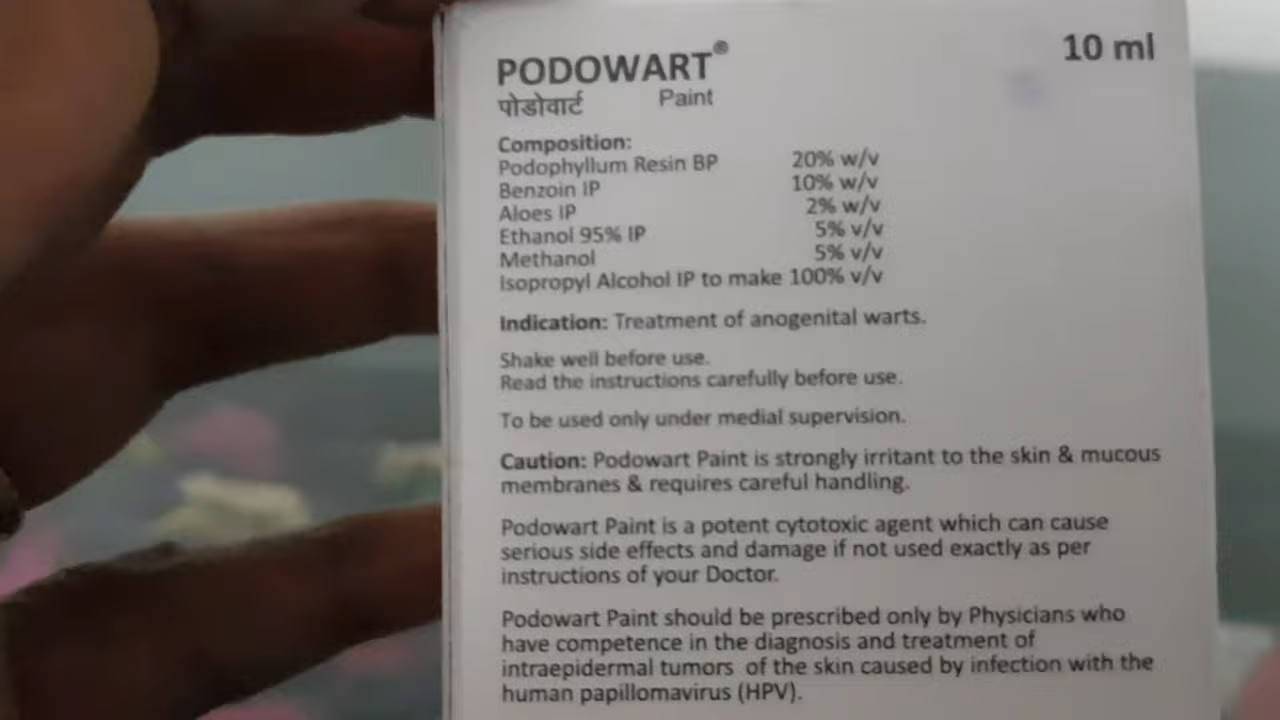 PODOWART® 10 ml
पोडोवार्ट Paint
Composition:
Podophyllum Resin BP 20% w/v
Benzoin IP 10% w/v
Aloes IP 2% w/v
Ethanol 95% IP 5% v/v
Methanol 5% v/v
Isopropyl Alcohol IP to make 100% v/v
Indication: Treatment of anogenital warts.
Shake well before use.
Read the instructions carefully before use.
To be used only under medial supervision.
Caution: Podowart Paint is strongly irritant to the skin & mucous
membranes & requires careful handling.
Podowart Paint is a potent cytotoxic agent which can cause
serious side effects and damage if not used exactly as per
instructions of your Doctor.
Podowart Paint should be prescribed only by Physicians who
have competence in the diagnosis and treatment of
intraepidermal tumors of the skin caused by infection with the
human papillomavirus (HPV).